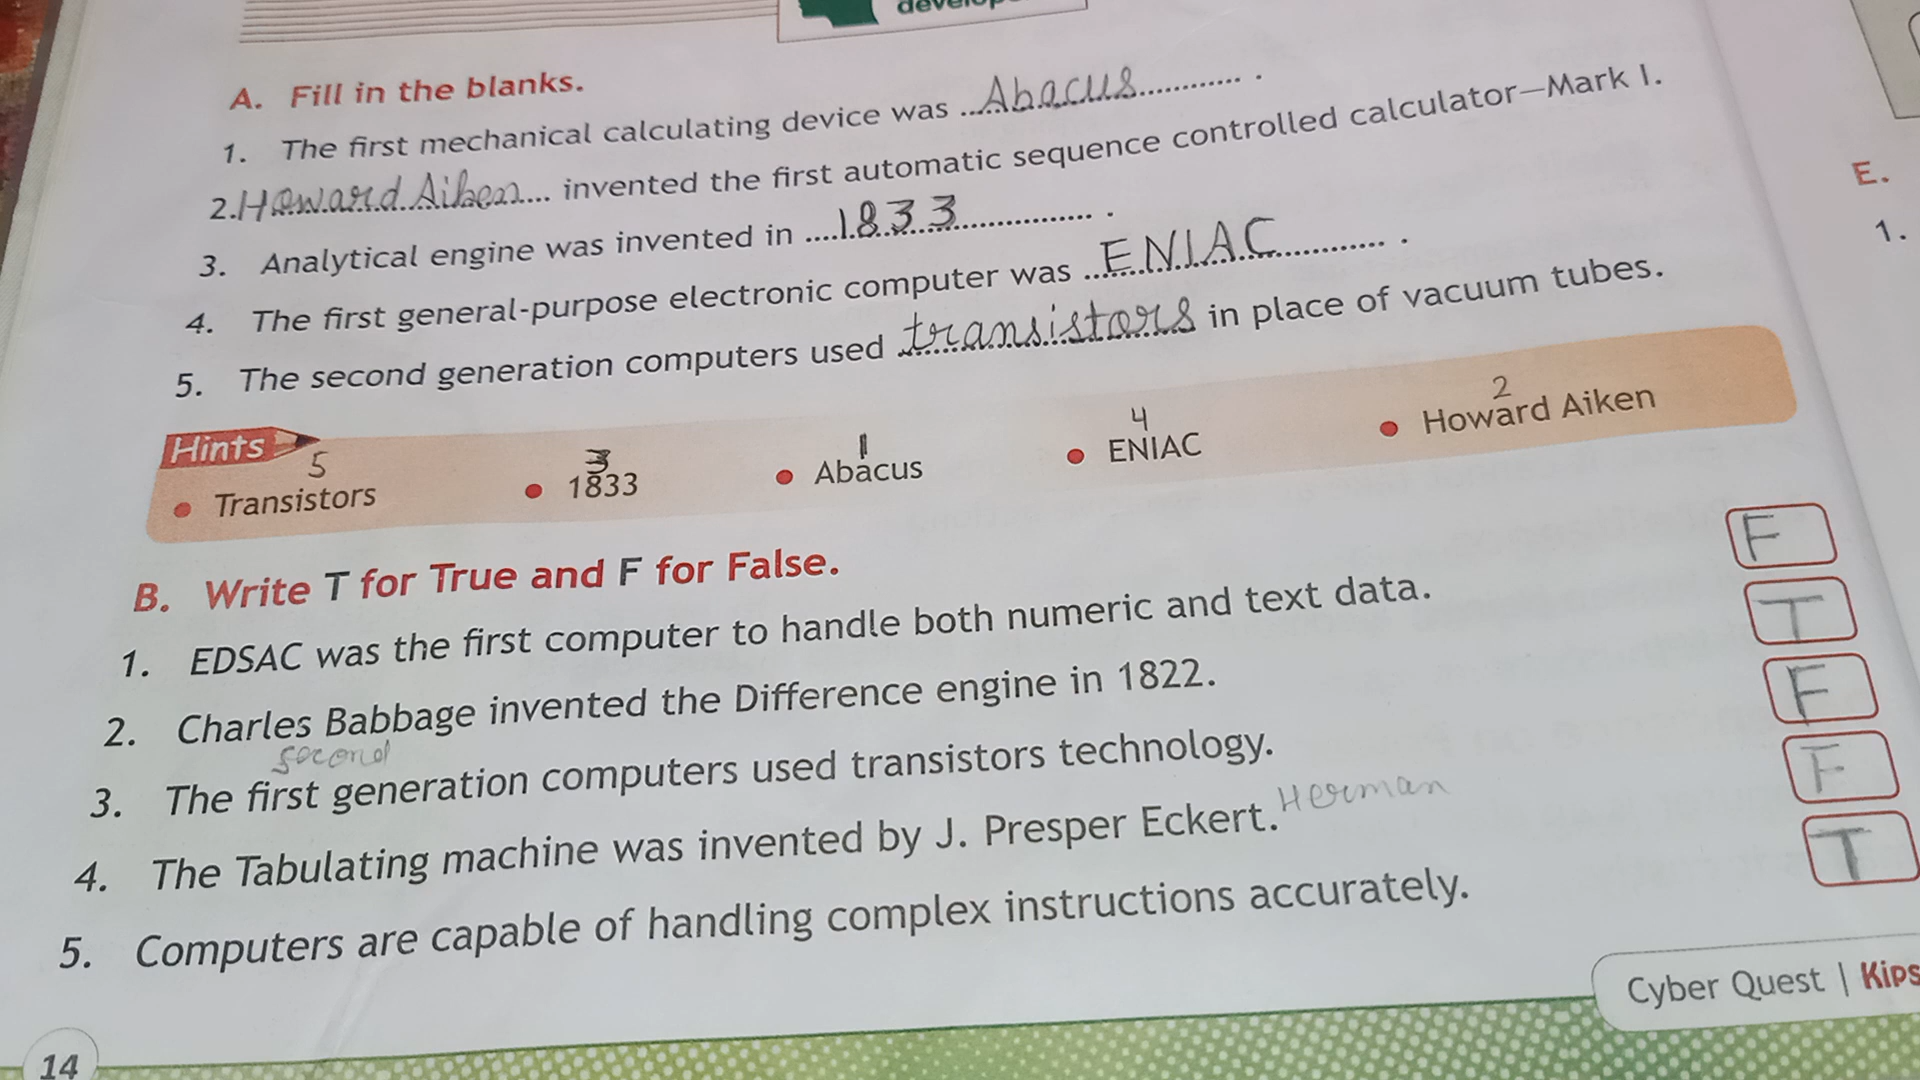 A. Fill in the blanks.
1. The first mechanical calculating device was ...Abacus............ .
2.Howard Aiken... invented the first automatic sequence controlled calculator—Mark I.
3. Analytical engine was invented in ....1833.............. .
4. The first general-purpose electronic computer was ..ENIAC........... .
5. The second generation computers used transistors in place of vacuum tubes.
Hints
5 3 1 4 2
• Transistors • 1833 • Abacus • ENIAC • Howard Aiken
B. Write T for True and F for False.
1. EDSAC was the first computer to handle both numeric and text data. F
2. Charles Babbage invented the Difference engine in 1822. T
second
3. The first generation computers used transistors technology. F
4. The Tabulating machine was invented by J. Presper Eckert. Herman F
5. Computers are capable of handling complex instructions accurately. T
E.
1.
Cyber Quest | Kips
14